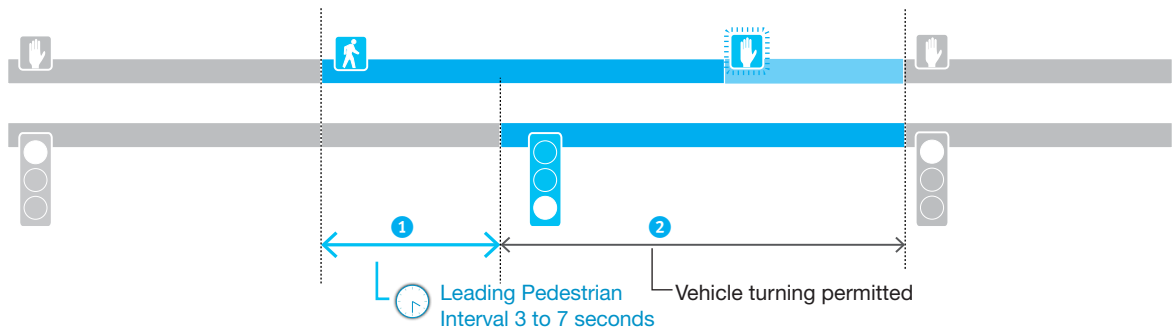 1
2
Leading Pedestrian
Interval 3 to 7 seconds
Vehicle turning permitted